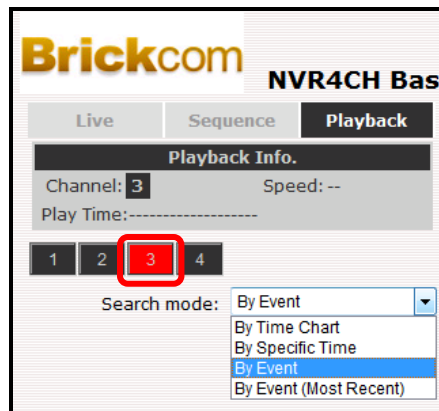 Brickcom
NVR4CH Bas
Live Sequence Playback
Playback Info.
Channel: 3 Speed: --
Play Time:-------------------
1 2 3 4
Search mode: By Event
By Time Chart
By Specific Time
By Event
By Event (Most Recent)